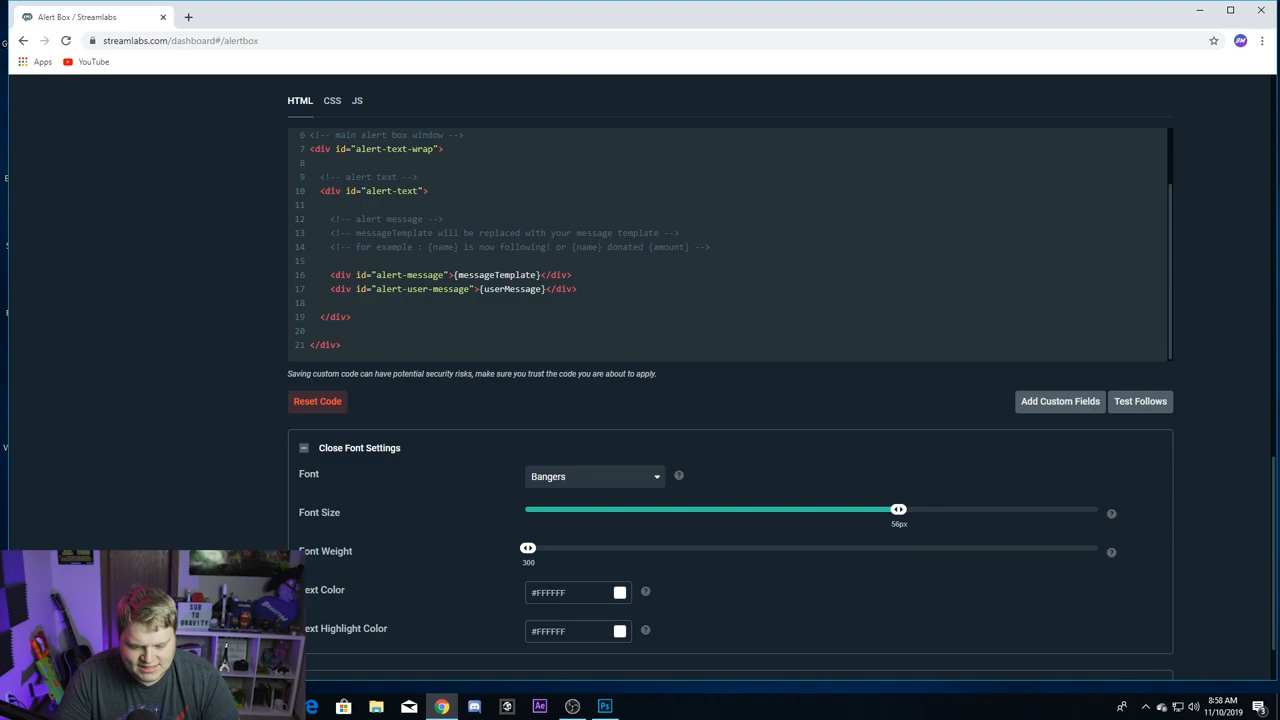 Alert Box / Streamlabs
streamlabs.com/dashboard#/alertbox
Apps
YouTube
HTML
CSS
JS
6 <!-- main alert box window -->
7 <div id="alert-text-wrap">
8
9 <!-- alert text -->
10 <div id="alert-text">
11
12 <!-- alert message -->
13 <!-- messageTemplate will be replaced with your message template -->
14 <!-- for example : {name} is now following! or {name} donated {amount} -->
15
16 <div id="alert-message">{messageTemplate}</div>
17 <div id="alert-user-message">{userMessage}</div>
18
19 </div>
20
21 </div>
Saving custom code can have potential security risks, make sure you trust the code you are about to apply.
Reset Code
Add Custom Fields
Test Follows
Close Font Settings
Font
Bangers
Font Size
56px
Font Weight
300
ext Color
#FFFFFF
ext Highlight Color
#FFFFFF
SUB
TO
BRAVITY
8:58 AM
11/10/2019